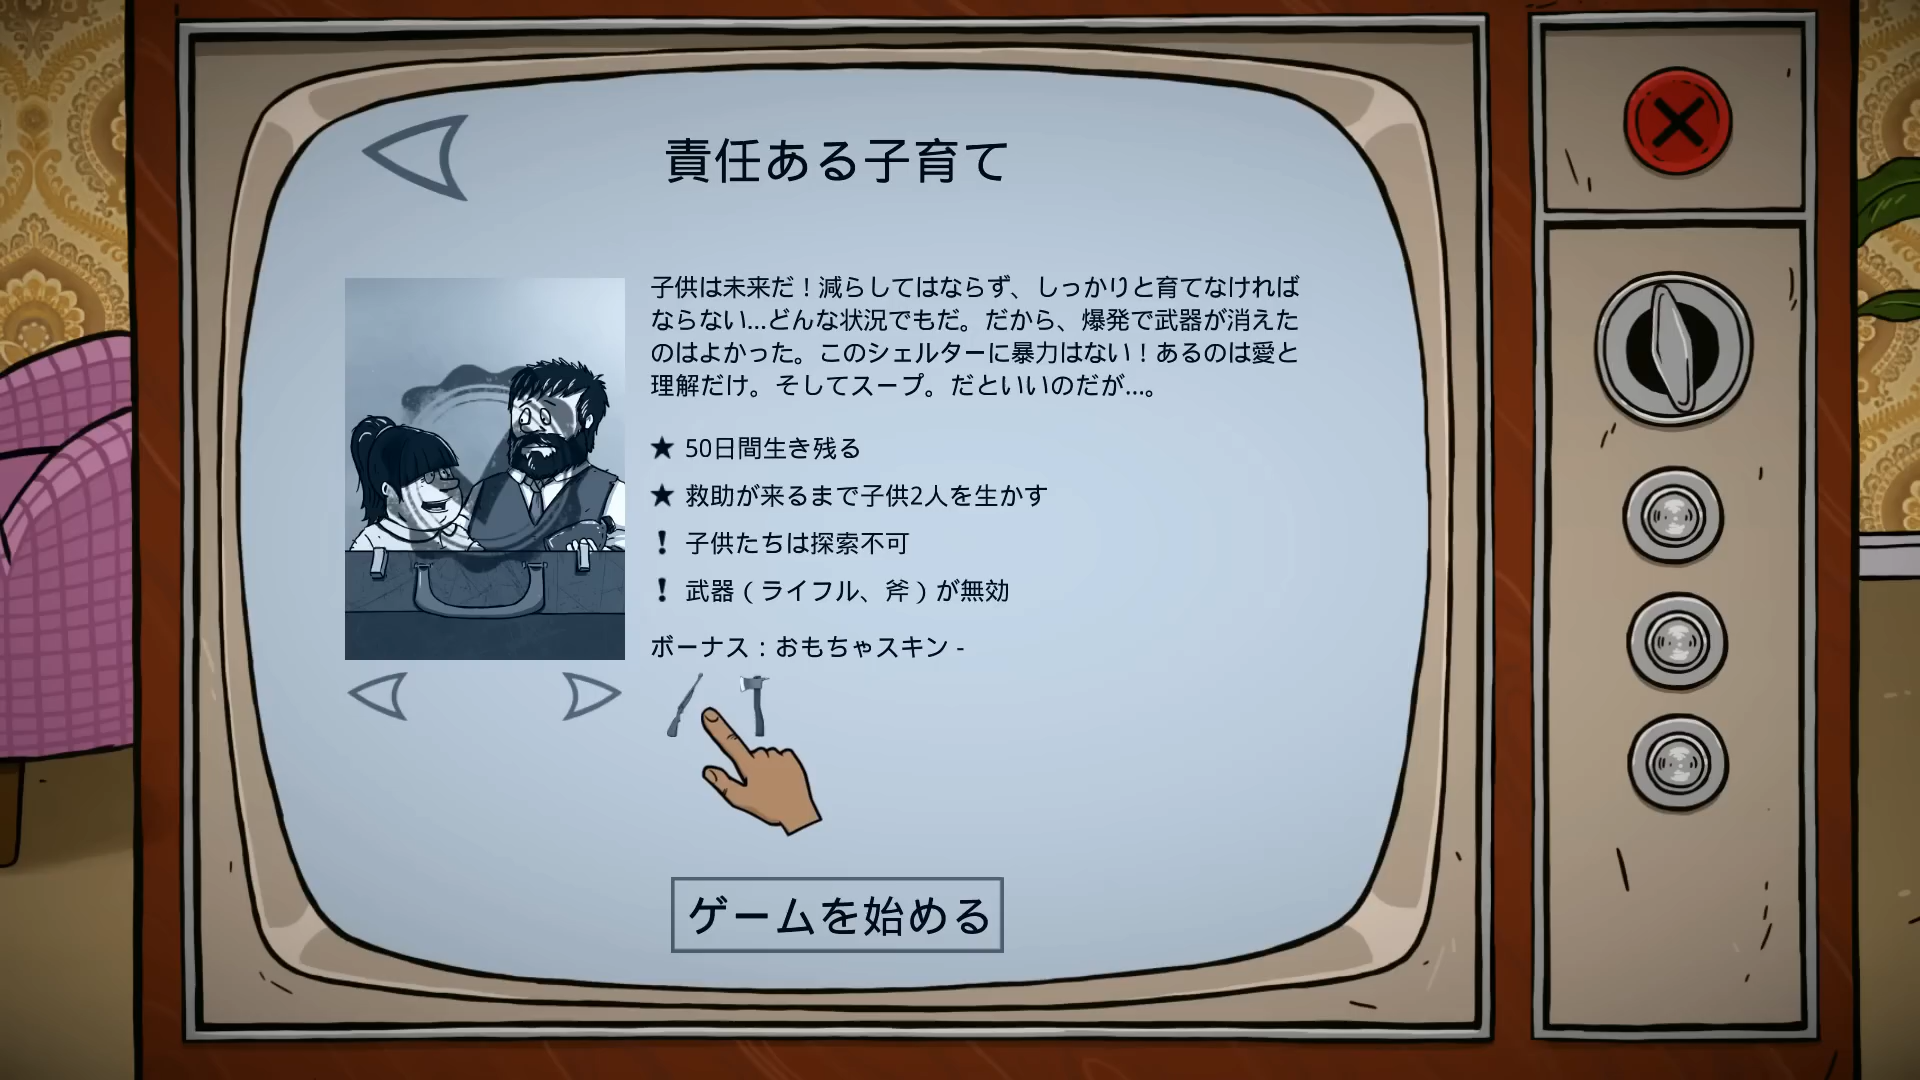 責任ある子育て
子供は未来だ！減らしてはならず、しっかりと育てなければ
ならない...どんな状況でもだ。だから、爆発で武器が消えた
のはよかった。このシェルターに暴力はない！あるのは愛と
理解だけ。そしてスープ。だといいのだが...。
★ 50日間生き残る
★ 救助が来るまで子供2人を生かす
！ 子供たちは探索不可
！ 武器（ライフル、斧）が無効
ボーナス：おもちゃスキン -
ゲームを始める